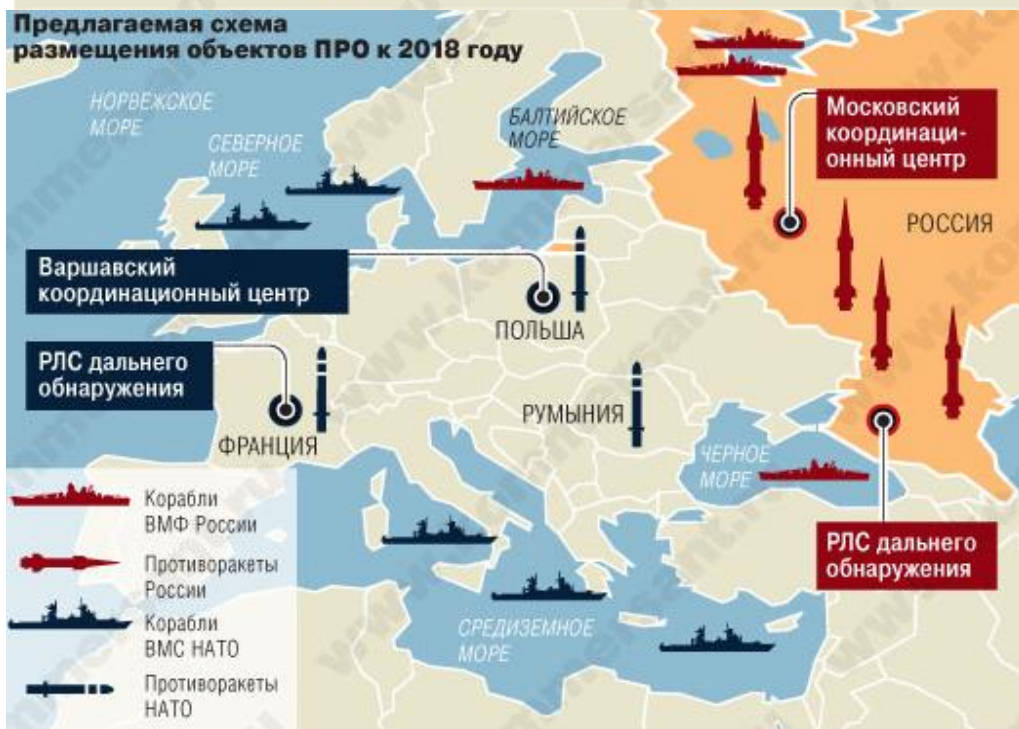 Предлагаемая схема
размещения объектов ПРО к 2018 году
НОРВЕЖСКОЕ
МОРЕ
СЕВЕРНОЕ
МОРЕ
БАЛТИЙСКОЕ
МОРЕ
Московский
координаци-
онный центр
РОССИЯ
Варшавский
координационный центр
ПОЛЬША
РЛС дальнего
обнаружения
ФРАНЦИЯ
РУМЫНИЯ
ЧЕРНОЕ
МОРЕ
РЛС дальнего
обнаружения
СРЕДИЗЕМНОЕ
МОРЕ
Корабли
ВМФ России
Противоракеты
России
Корабли
ВМС НАТО
Противоракеты
НАТО